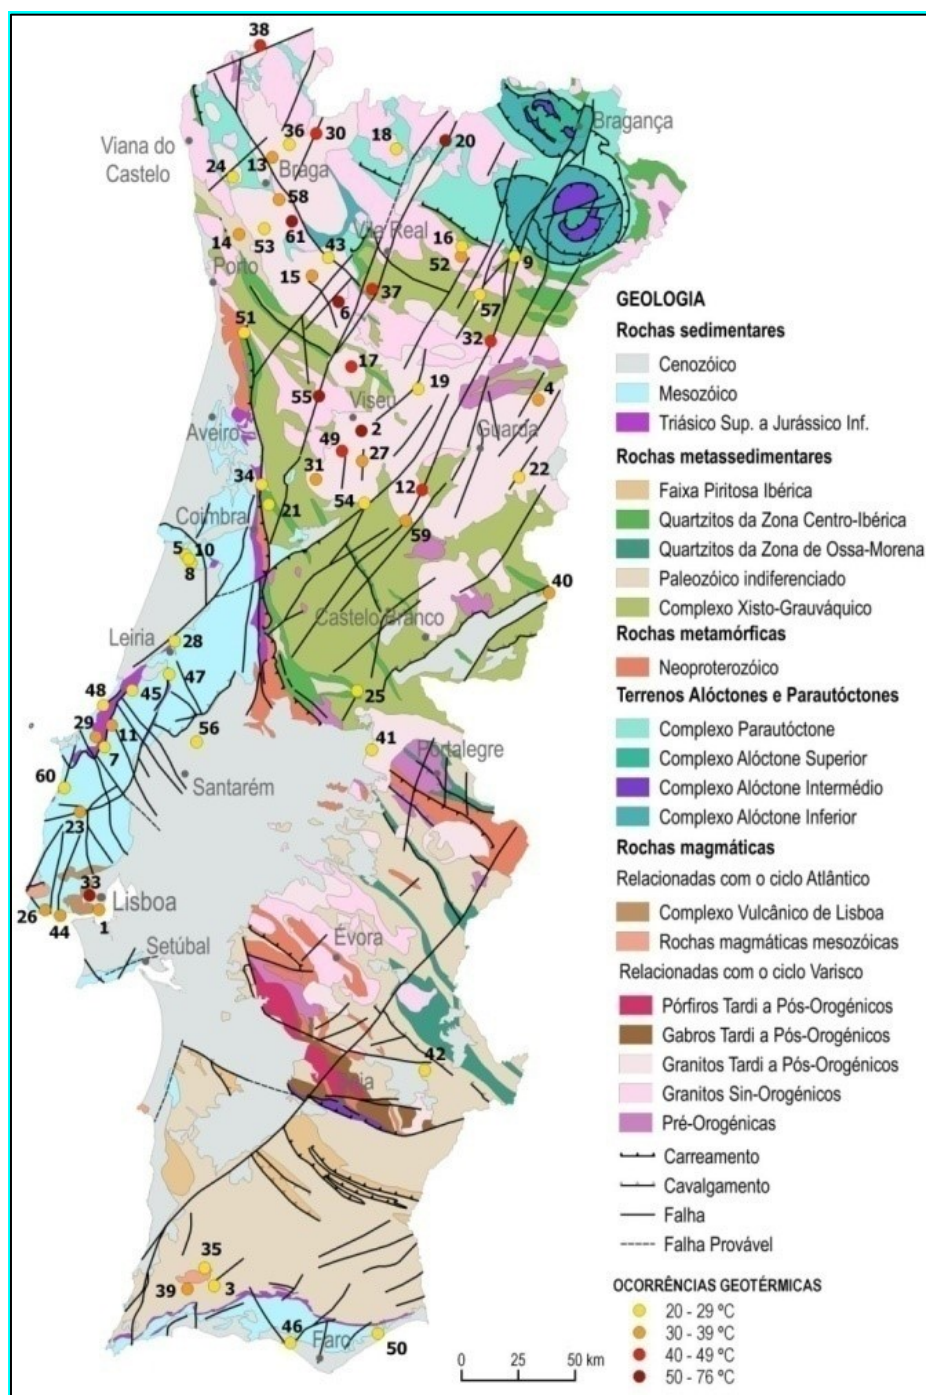 38
Bragança
Viana do
Castelo
36
30
18
20
13
24
Braga
58
61
14
53
43
Vila Real
16
52
9
Porto
15
37
6
57
51
32
17
19
4
55
Viseu
Aveiro
2
Guarda
49
27
31
22
34
12
54
21
Coimbra
59
5
10
8
40
Castelo Branco
Leiria
28
47
25
48
45
29
11
56
41
7
Portalegre
60
Santarém
23
33
Lisboa
26
44
1
Évora
Setúbal
42
35
39
3
46
Faro
50
0 25 50 km
GEOLOGIA
Rochas sedimentares
Cenozóico
Mesozóico
Triásico Sup. a Jurássico Inf.
Rochas metassedimentares
Faixa Piritosa Ibérica
Quartzitos da Zona Centro-Ibérica
Quartzitos da Zona de Ossa-Morena
Paleozóico indiferenciado
Complexo Xisto-Grauváquico
Rochas metamórficas
Neoproterozóico
Terrenos Alóctones e Parautóctones
Complexo Parautóctone
Complexo Alóctone Superior
Complexo Alóctone Intermédio
Complexo Alóctone Inferior
Rochas magmáticas
Relacionadas com o ciclo Atlântico
Complexo Vulcânico de Lisboa
Rochas magmáticas mesozóicas
Relacionadas com o ciclo Varisco
Pórfiros Tardi a Pós-Orogénicos
Gabros Tardi a Pós-Orogénicos
Granitos Tardi a Pós-Orogénicos
Granitos Sin-Orogénicos
Pré-Orogénicas
Carreamento
Cavalgamento
Falha
Falha Provável
OCORRÊNCIAS GEOTÉRMICAS
20 - 29 ºC
30 - 39 ºC
40 - 49 ºC
50 - 76 ºC